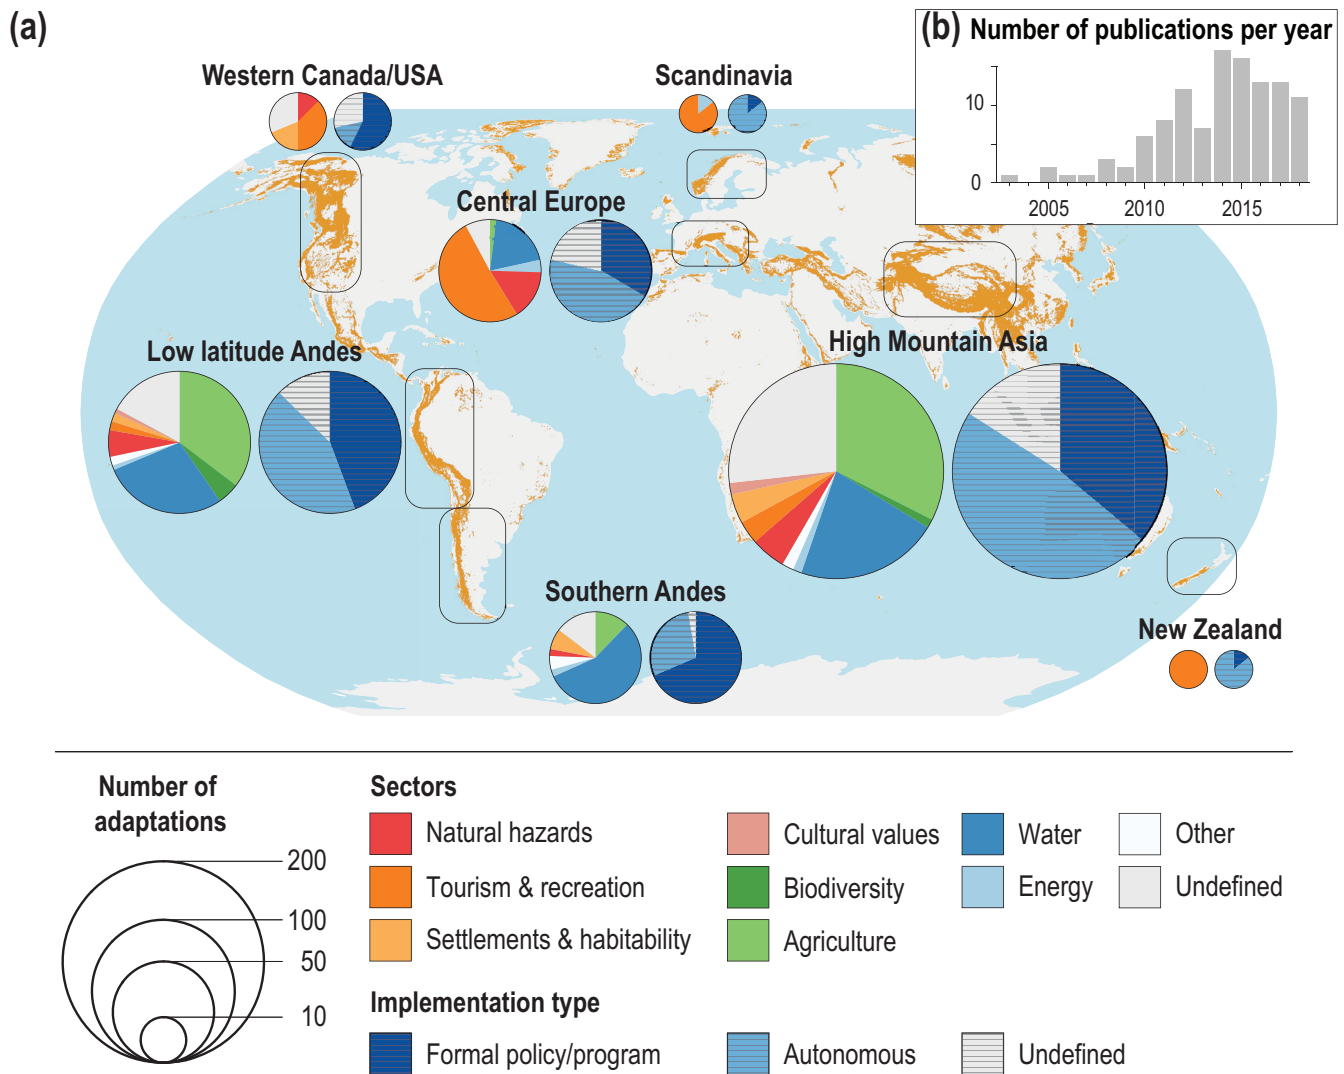 (a)
(b) Number of publications per year
10
0
2005 2010 2015
Western Canada/USA
Scandinavia
Central Europe
Low latitude Andes
High Mountain Asia
Southern Andes
New Zealand
Number of
adaptations
200
100
50
10
Sectors
Natural hazards
Tourism & recreation
Settlements & habitability
Cultural values
Biodiversity
Agriculture
Water
Energy
Other
Undefined
Implementation type
Formal policy/program
Autonomous
Undefined